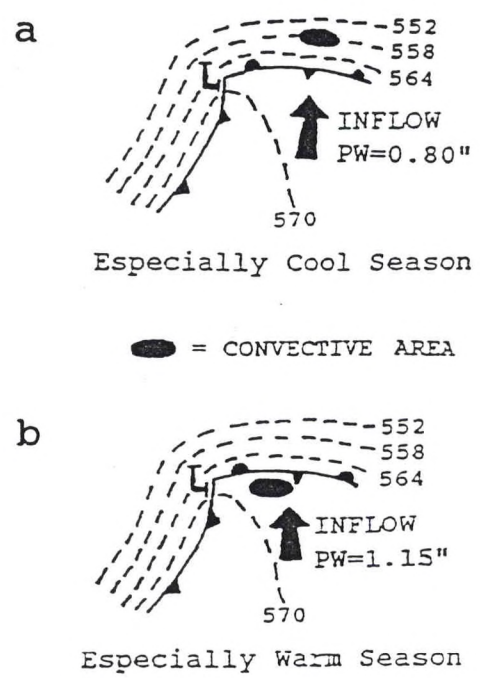 a
552
558
564
L
INFLOW
PW=0.80"
570
Especially Cool Season
= CONVECTIVE AREA
b
552
558
564
L
INFLOW
PW=1.15"
570
Especially Warm Season